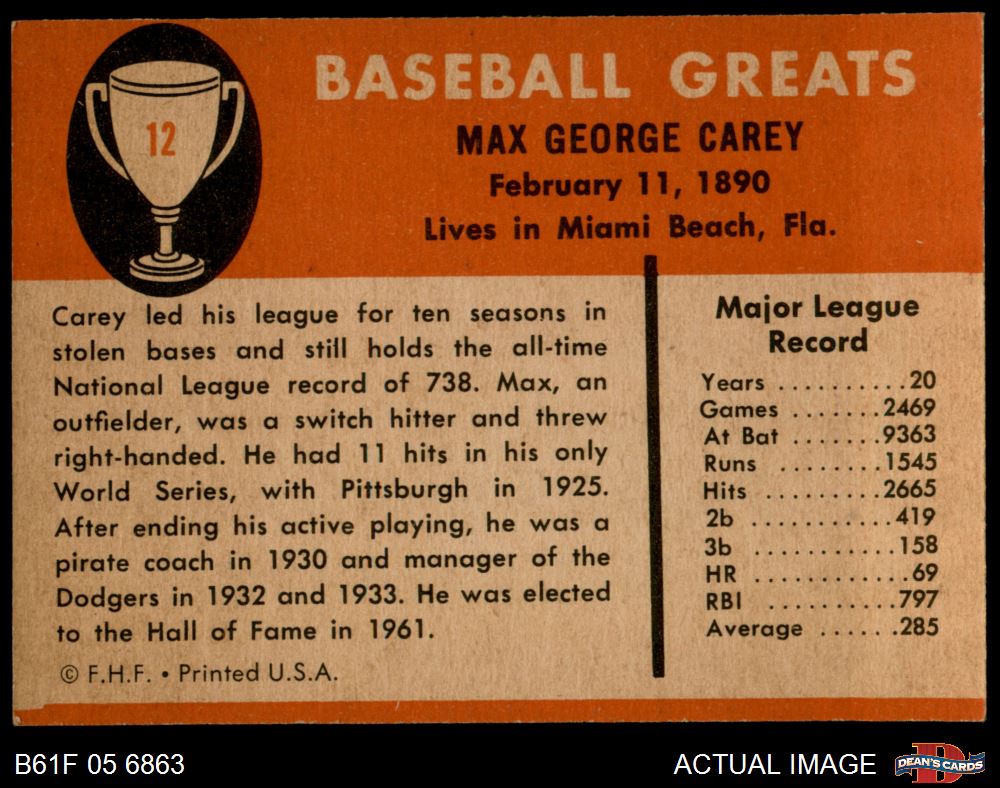 12
BASEBALL GREATS
MAX GEORGE CAREY
February 11, 1890
Lives in Miami Beach, Fla.
Carey led his league for ten seasons in
stolen bases and still holds the all-time
National League record of 738. Max, an
outfielder, was a switch hitter and threw
right-handed. He had 11 hits in his only
World Series, with Pittsburgh in 1925.
After ending his active playing, he was a
pirate coach in 1930 and manager of the
Dodgers in 1932 and 1933. He was elected
to the Hall of Fame in 1961.
© F.H.F. • Printed U.S.A.
Major League
Record
Years ..........20
Games .......2469
At Bat .......9363
Runs ........1545
Hits .........2665
2b ...........419
3b ..........158
HR ............69
RBI ..........797
Average ......285
B61F 05 6863
ACTUAL IMAGE
DEAN'S CARDS